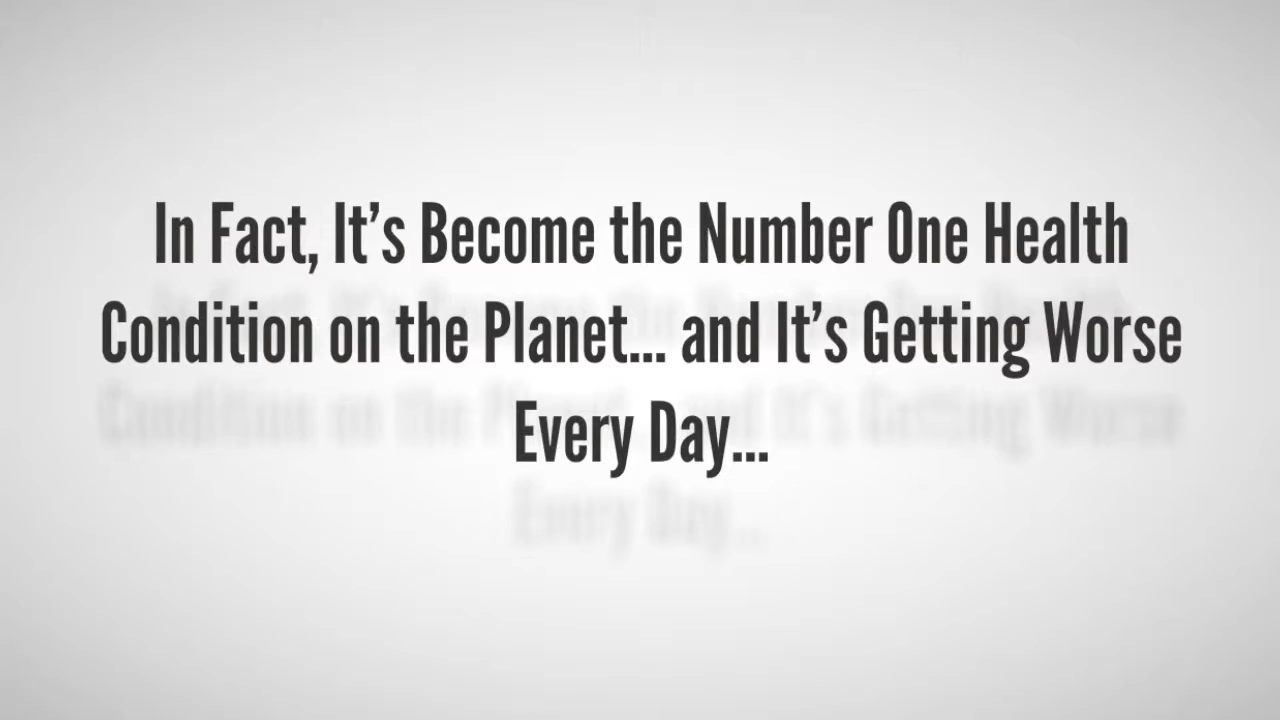 In Fact, It’s Become the Number One Health
Condition on the Planet... and It’s Getting Worse
Every Day...